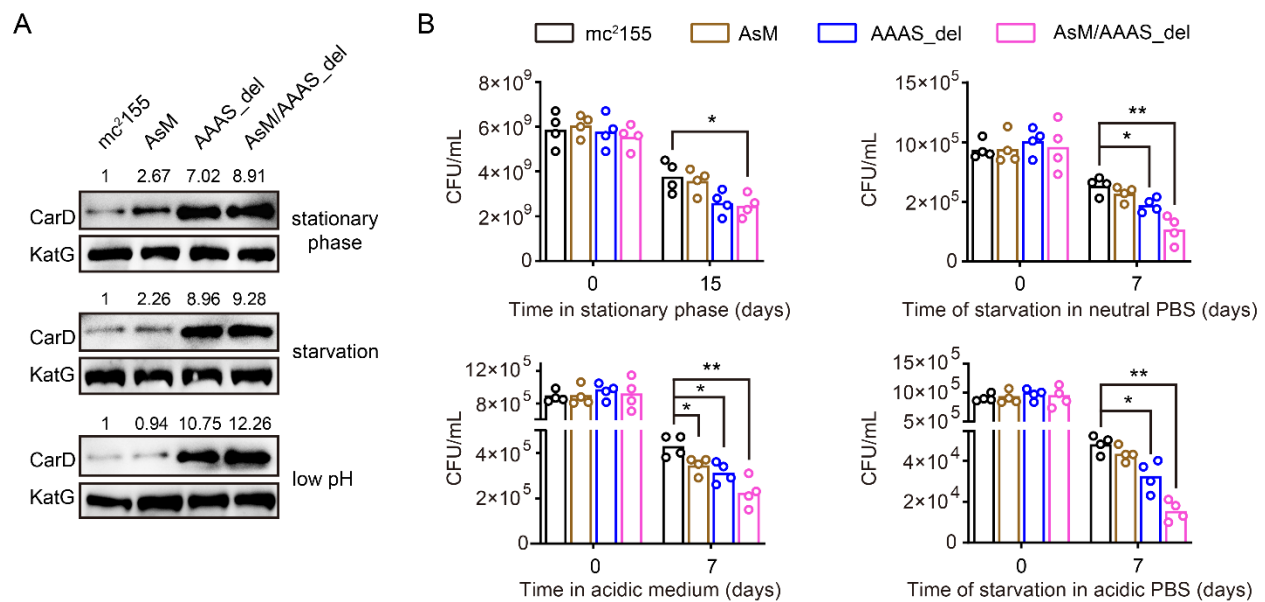 A
mc²155
AsM
AAAS_del
AsM/AAAS_del
1 2.67 7.02 8.91
CarD
KatG
stationary
phase
1 2.26 8.96 9.28
CarD
KatG
starvation
1 0.94 10.75 12.26
CarD
KatG
low pH
B
mc²155 AsM AAAS_del AsM/AAAS_del
CFU/mL
8×10⁹
6×10⁹
4×10⁹
2×10⁹
0
*
0 15
Time in stationary phase (days)
CFU/mL
15×10⁵
10×10⁵
2×10⁵
0
**
*
0 7
Time of starvation in neutral PBS (days)
CFU/mL
12×10⁵
8×10⁵
4×10⁵
2×10⁵
0
**
*
*
0 7
Time in acidic medium (days)
CFU/mL
15×10⁵
10×10⁵
5×10⁵
4×10⁴
2×10⁴
0
**
*
0 7
Time of starvation in acidic PBS (days)